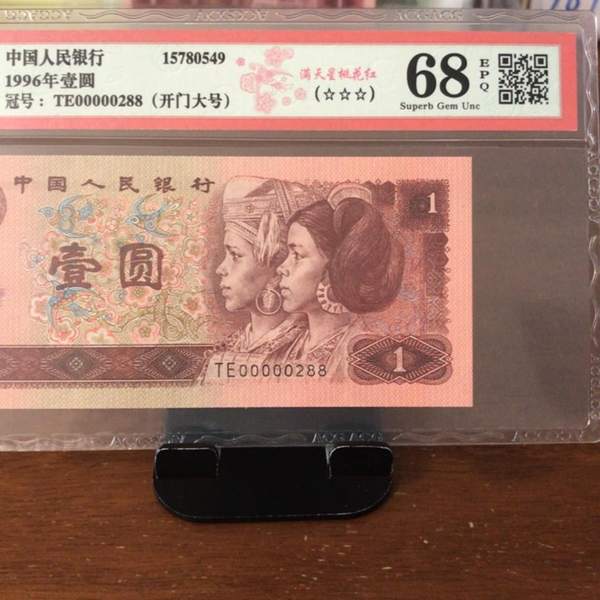 中国人民银行 15780549
1996年壹圆
冠号：TE00000288（开门大号）
满天星桃花红
(☆☆☆)
68
EPQ
Superb Gem Unc
中国人民银行
1
壹圆
TE00000288
1